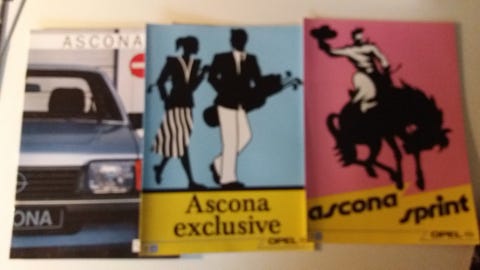 ASCONA
ONA
Ascona
exclusive
OPEL
ascona sprint
OPEL